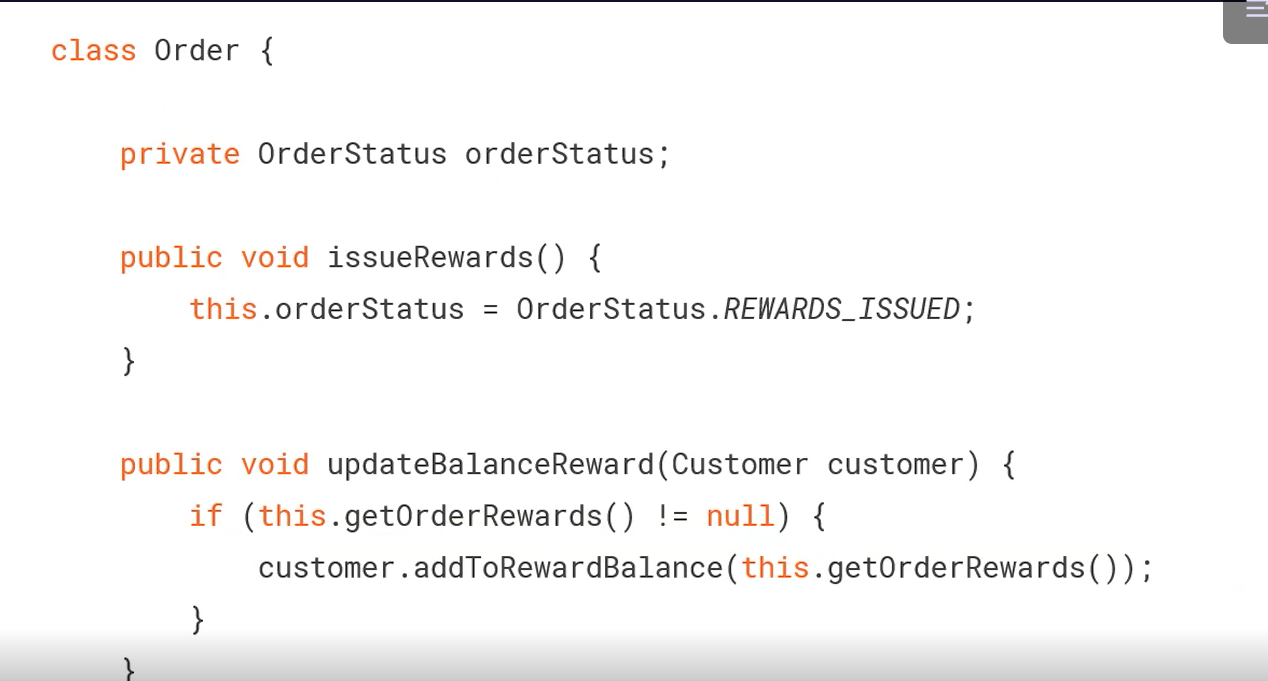 class Order {
private OrderStatus orderStatus;
public void issueRewards() {
this.orderStatus = OrderStatus.REWARDS_ISSUED;
}
public void updateBalanceReward(Customer customer) {
if (this.getOrderRewards() != null) {
customer.addToRewardBalance(this.getOrderRewards());
}
}